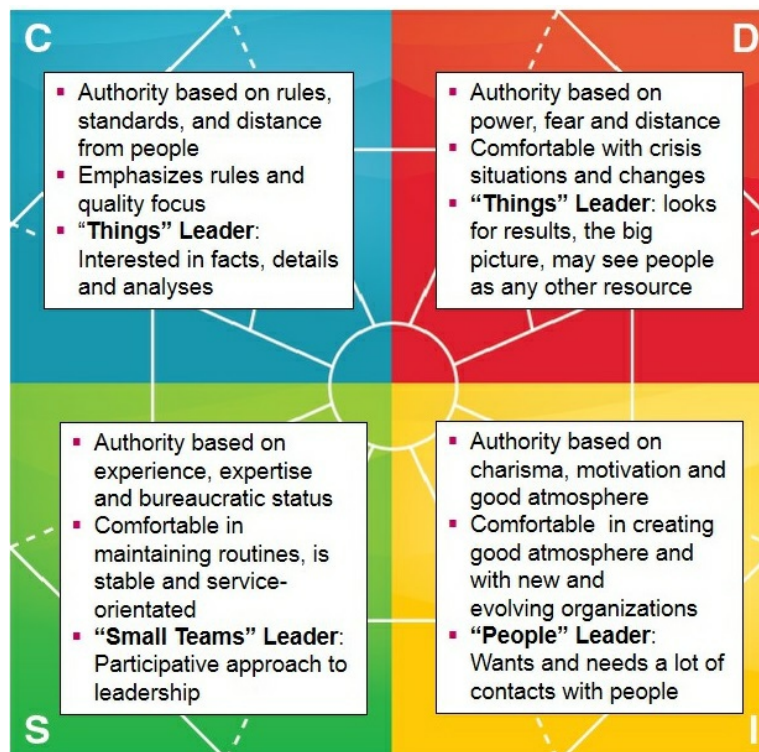 C
▪ Authority based on rules,
standards, and distance
from people
▪ Emphasizes rules and
quality focus
▪ “Things” Leader:
Interested in facts, details
and analyses
D
▪ Authority based on
power, fear and distance
▪ Comfortable with crisis
situations and changes
▪ “Things” Leader: looks
for results, the big
picture, may see people
as any other resource
▪ Authority based on
experience, expertise
and bureaucratic status
▪ Comfortable in
maintaining routines, is
stable and service-
orientated
▪ “Small Teams” Leader:
Participative approach to
leadership
S
▪ Authority based on
charisma, motivation and
good atmosphere
▪ Comfortable in creating
good atmosphere and
with new and
evolving organizations
▪ “People” Leader:
Wants and needs a lot of
contacts with people
I